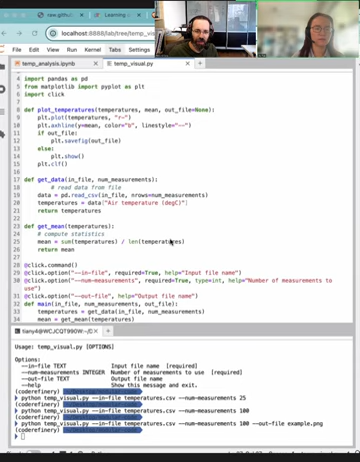 raw.github
Learning
localhost:8888/lab/tree/temp_vis
File Edit View Run Kernel Tabs Settings
temp_analysis.ipynb
temp_visual.py
4 import pandas as pd
5 from matplotlib import pyplot as plt
6 import click
7
8 def plot_temperatures(temperatures, mean, out_file=None):
9 plt.plot(temperatures, "r-")
10 plt.axhline(y=mean, color="b", linestyle="--")
11 if out_file:
12 plt.savefig(out_file)
13 else:
14 plt.show()
15 plt.clf()
16
17 def get_data(in_file, num_measurements):
18 # read data from file
19 data = pd.read_csv(in_file, nrows=num_measurements)
20 temperatures = data["Air temperature (degC)"]
21 return temperatures
22
23 def get_mean(temperatures):
24 # compute statistics
25 mean = sum(temperatures) / len(temperatures)
26 return mean
27
28 @click.command()
29 @click.option("--in-file", required=True, help="Input file name")
30 @click.option("--num-measurements", required=True, type=int, help="Number of measurements to
use")
31 @click.option("--out-file", help="Output file name")
32 def main(in_file, num_measurements, out_file):
33 temperatures = get_data(in_file, num_measurements)
34 mean = get_mean(temperatures)
Usage: temp_visual.py [OPTIONS]
Options:
--in-file TEXT Input file name [required]
--num-measurements INTEGER Number of measurements to use [required]
--out-file TEXT Output file name
--help Show this message and exit.
(coderefinery)
python temp_visual.py --in-file temperatures.csv --num-measurements 25
(coderefinery)
python temp_visual.py --in-file temperatures.csv --num-measurements 100
(coderefinery)
python temp_visual.py --in-file temperatures.csv --num-measurements 100 --out-file example.png
(coderefinery)